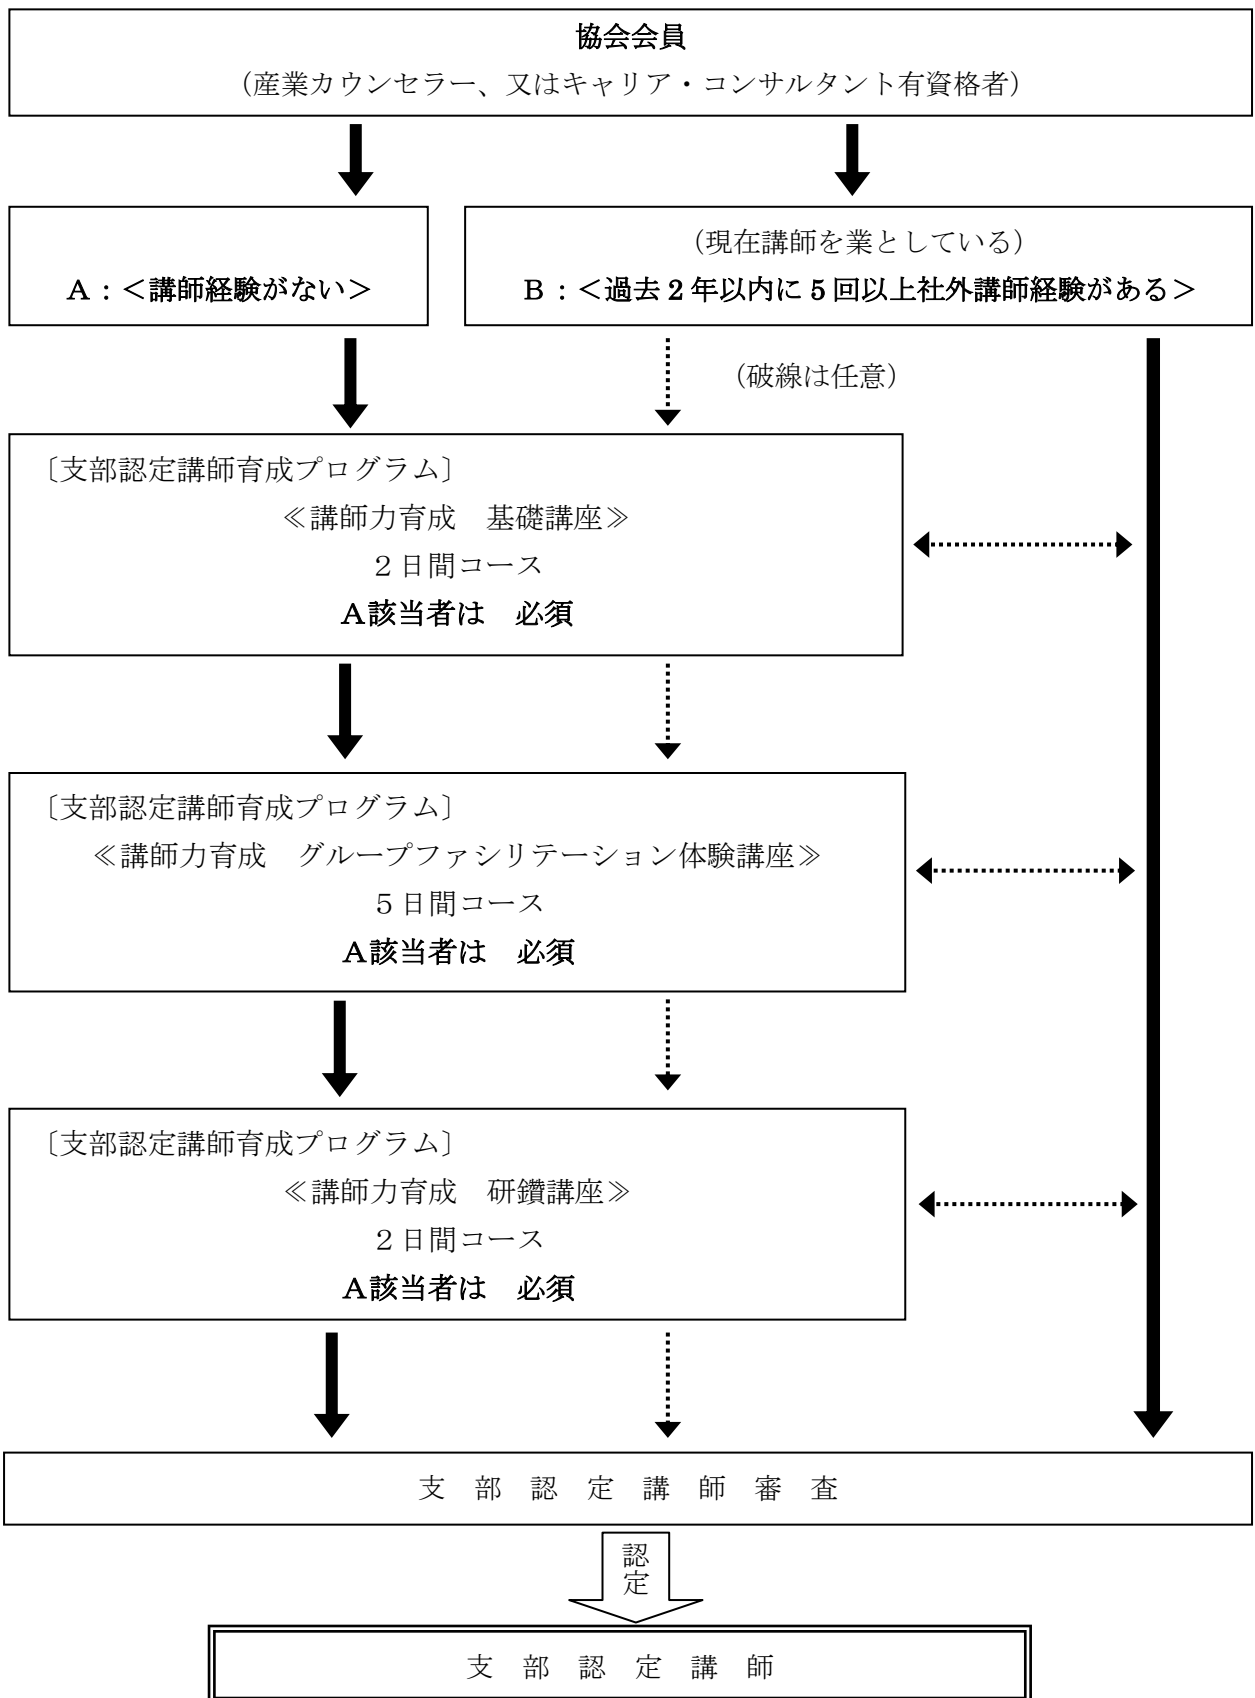 協会会員
（産業カウンセラー、又はキャリア・コンサルタント有資格者）
A：＜講師経験がない＞
（現在講師を業としている）
B：＜過去２年以内に５回以上社外講師経験がある＞
（破線は任意）
〔支部認定講師育成プログラム〕
≪講師力育成　基礎講座≫
２日間コース
A該当者は　必須
〔支部認定講師育成プログラム〕
≪講師力育成　グループファシリテーション体験講座≫
５日間コース
A該当者は　必須
〔支部認定講師育成プログラム〕
≪講師力育成　研鑽講座≫
２日間コース
A該当者は　必須
支　部　認　定　講　師　審　査
認定
支　部　認　定　講　師